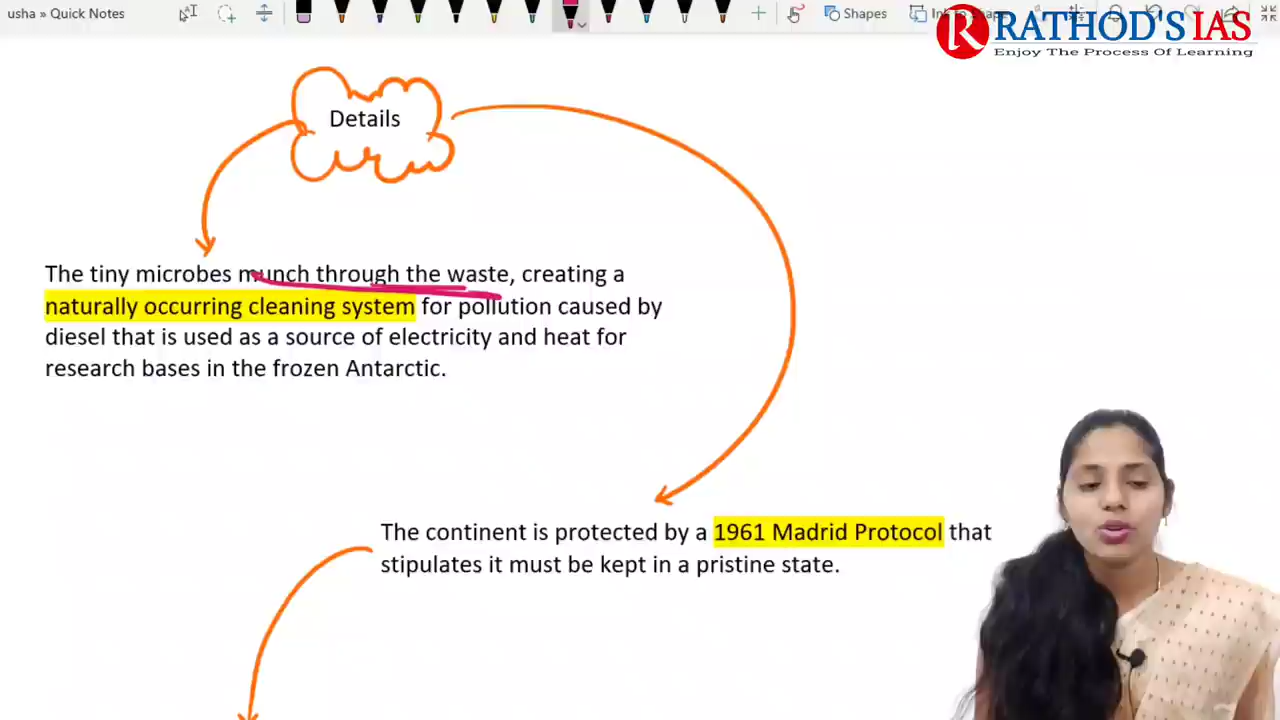 usha » Quick Notes
Shapes
RATHOD'S IAS
Enjoy The Process Of Learning
Details
The tiny microbes munch through the waste, creating a
naturally occurring cleaning system for pollution caused by
diesel that is used as a source of electricity and heat for
research bases in the frozen Antarctic.
The continent is protected by a 1961 Madrid Protocol that
stipulates it must be kept in a pristine state.